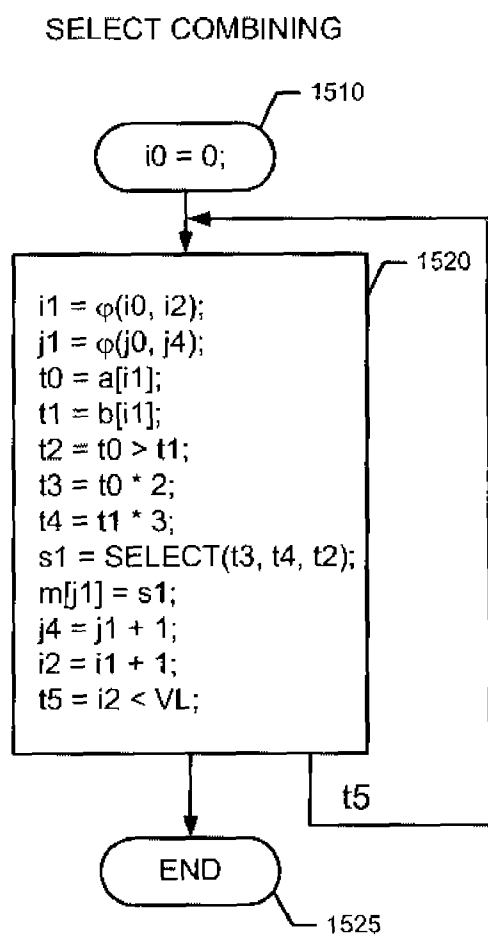 SELECT COMBINING
1510
i0 = 0;
1520
i1 = φ(i0, i2);
j1 = φ(j0, j4);
t0 = a[i1];
t1 = b[i1];
t2 = t0 > t1;
t3 = t0 * 2;
t4 = t1 * 3;
s1 = SELECT(t3, t4, t2);
m[j1] = s1;
j4 = j1 + 1;
i2 = i1 + 1;
t5 = i2 < VL;
t5
END
1525